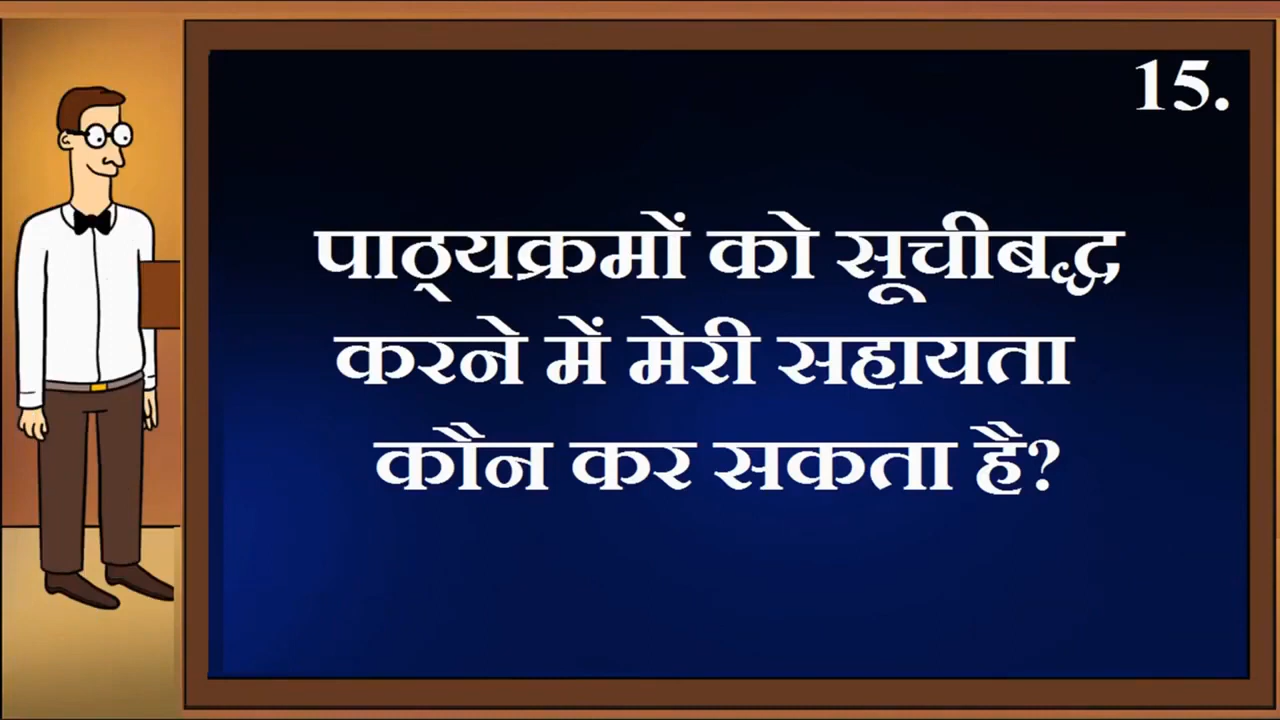 15.
पाठ्यक्रमों को सूचीबद्ध
करने में मेरी सहायता
कौन कर सकता है?